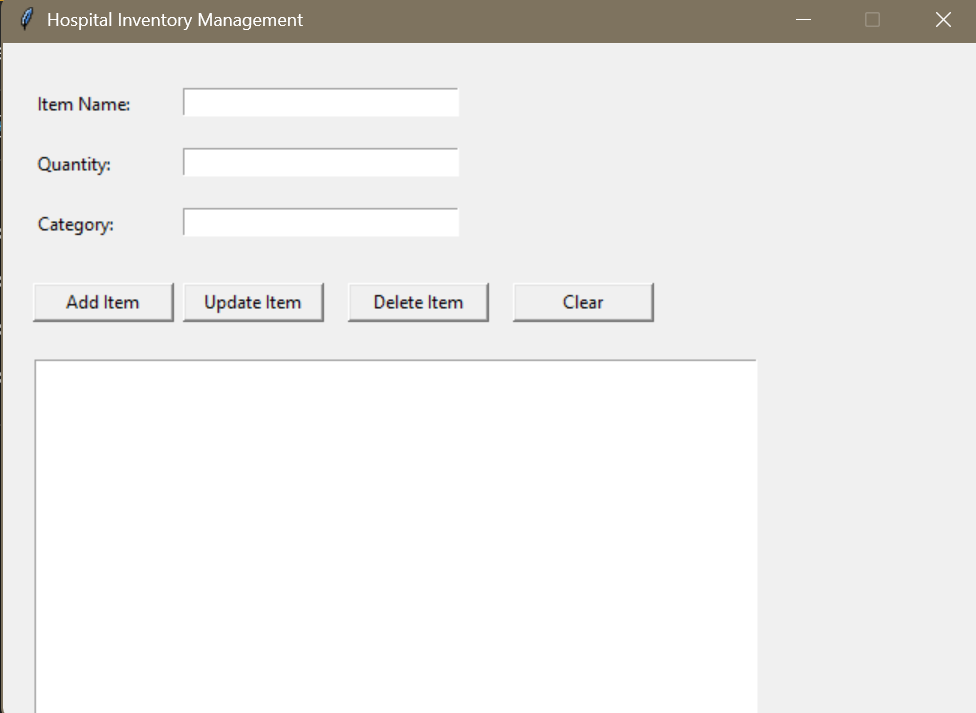 Hospital Inventory Management
Item Name:
Quantity:
Category:
Add Item Update Item Delete Item Clear